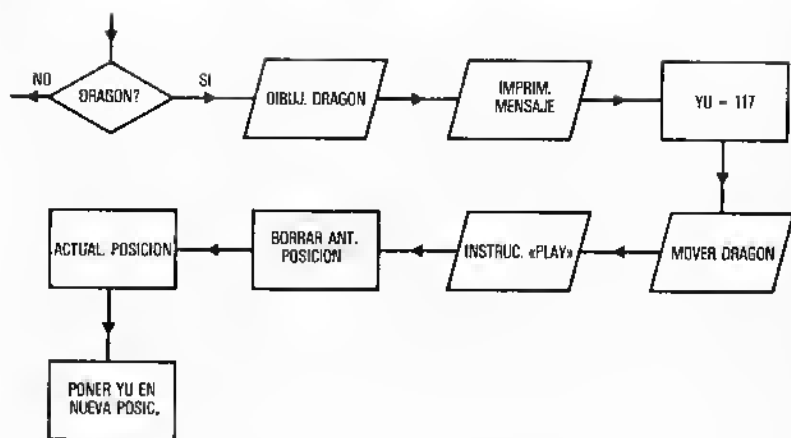 NO
DRAGON?
SI
DIBUJ. DRAGON
IMPRIM.
MENSAJE
YU = 117
ACTUAL. POSICION
BORRAR ANT.
POSICION
INSTRUC. «PLAY»
MOVER DRAGON
PONER YU EN
NUEVA POSIC.